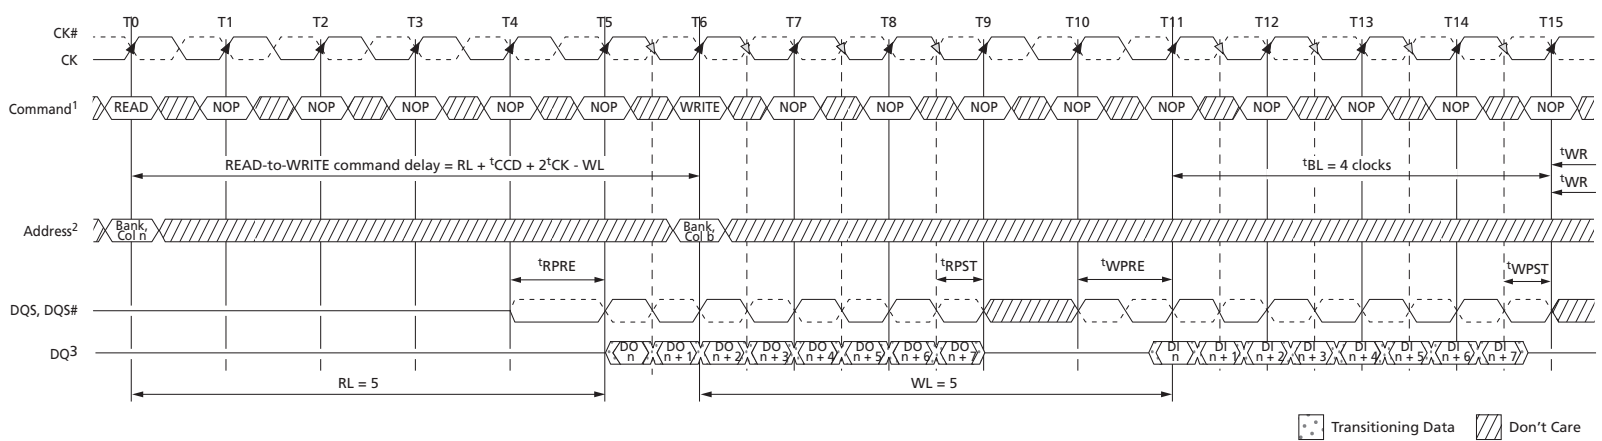 T0 T1 T2 T3 T4 T5 T6 T7 T8 T9 T10 T11 T12 T13 T14 T15
CK#
CK
Command1 READ NOP NOP NOP NOP NOP WRITE NOP NOP NOP NOP NOP NOP NOP NOP NOP
READ-to-WRITE command delay = RL + tCCD + 2tCK - WL
tBL = 4 clocks
tWR
tWR
Address2
Bank,
Col n
Bank,
Col b
tRPRE tRPST tWPRE tWPST
DQS, DQS#
DQ3
DO
n
DO
n + 1
DO
n + 2
DO
n + 3
DO
n + 4
DO
n + 5
DO
n + 6
DO
n + 7
DI
n
DI
n + 1
DI
n + 2
DI
n + 3
DI
n + 4
DI
n + 5
DI
n + 6
DI
n + 7
RL = 5
WL = 5
Transitioning Data
Don't Care